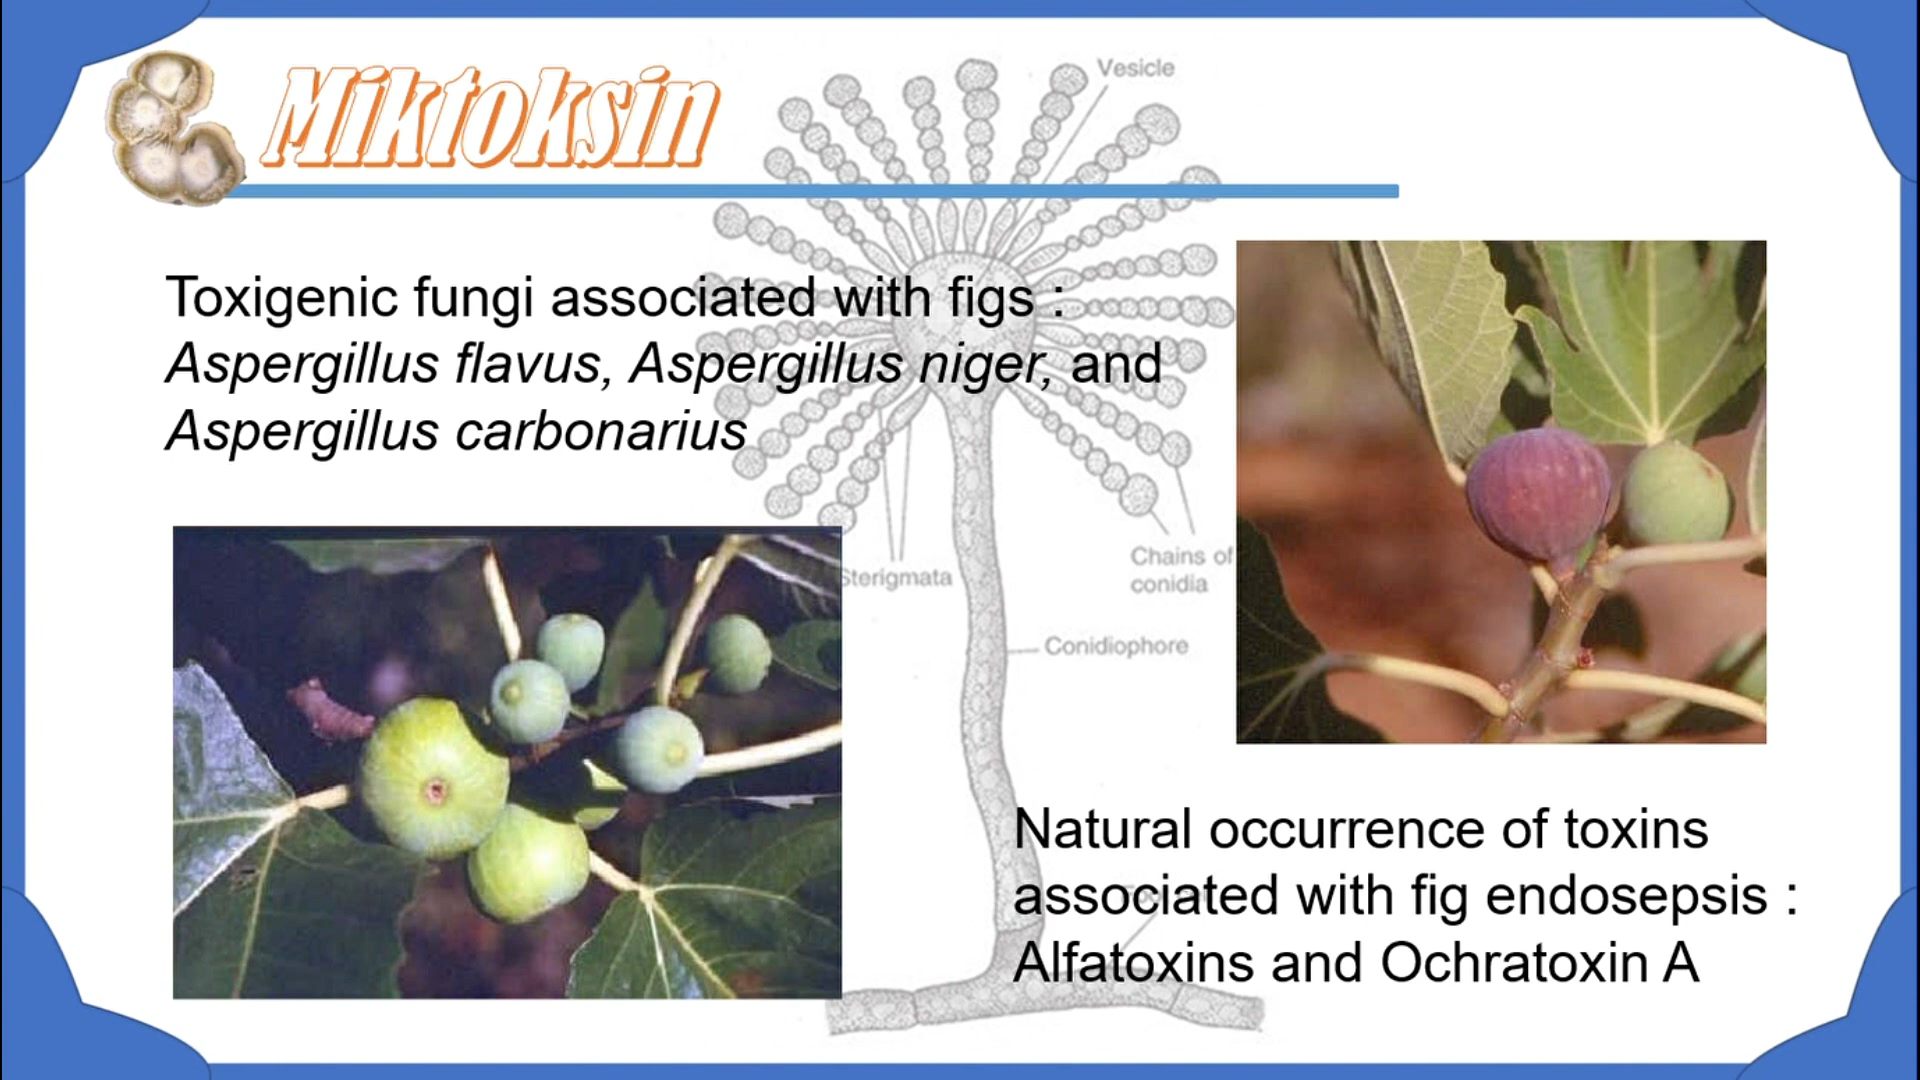 Miktoksin
Vesicle
Toxigenic fungi associated with figs :
Aspergillus flavus, Aspergillus niger, and
Aspergillus carbonarius
Sterigmata
Chains of
conidia
Conidiophore
Natural occurrence of toxins
associated with fig endosepsis :
Alfatoxins and Ochratoxin A